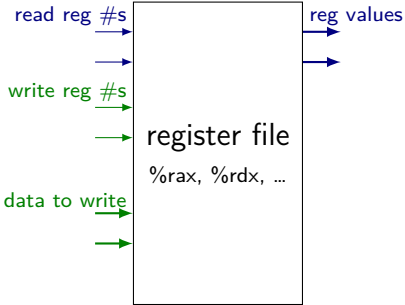 read reg #s
reg values
write reg #s
register file
%rax, %rdx, …
data to write